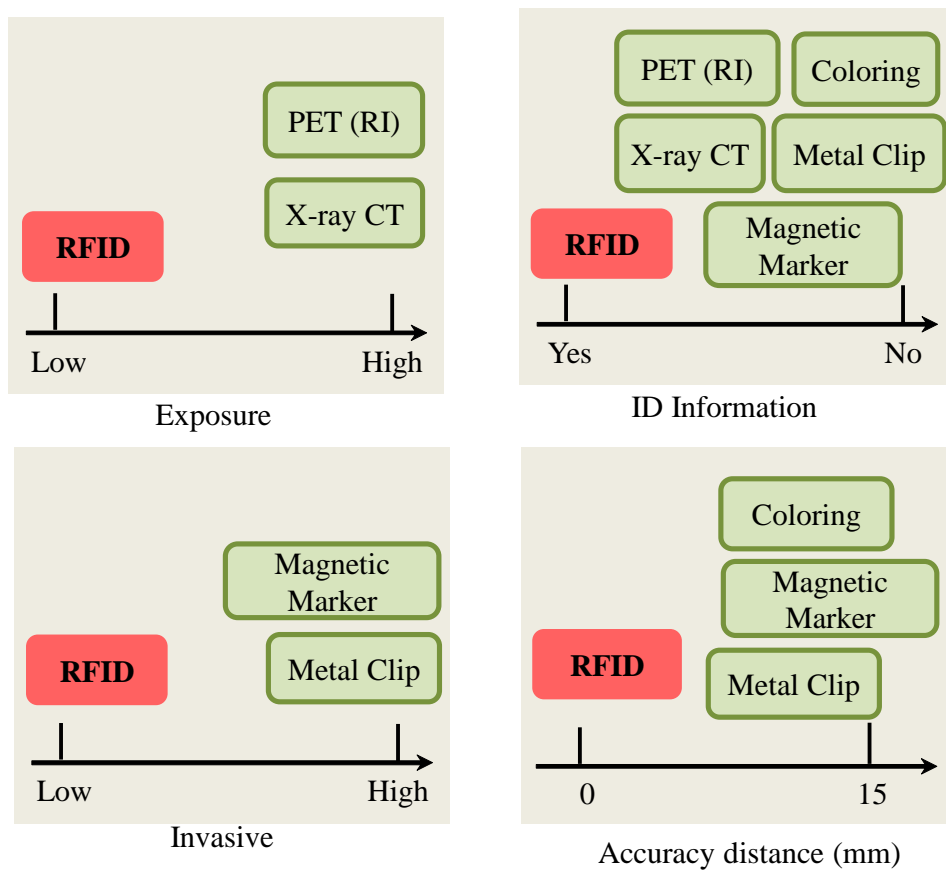 PET (RI)
X-ray CT
RFID
Low
High
Exposure
PET (RI)
Coloring
X-ray CT
Metal Clip
RFID
Magnetic
Marker
Yes
No
ID Information
Magnetic
Marker
RFID
Metal Clip
Low
High
Invasive
Coloring
Magnetic
Marker
RFID
Metal Clip
0
15
Accuracy distance (mm)